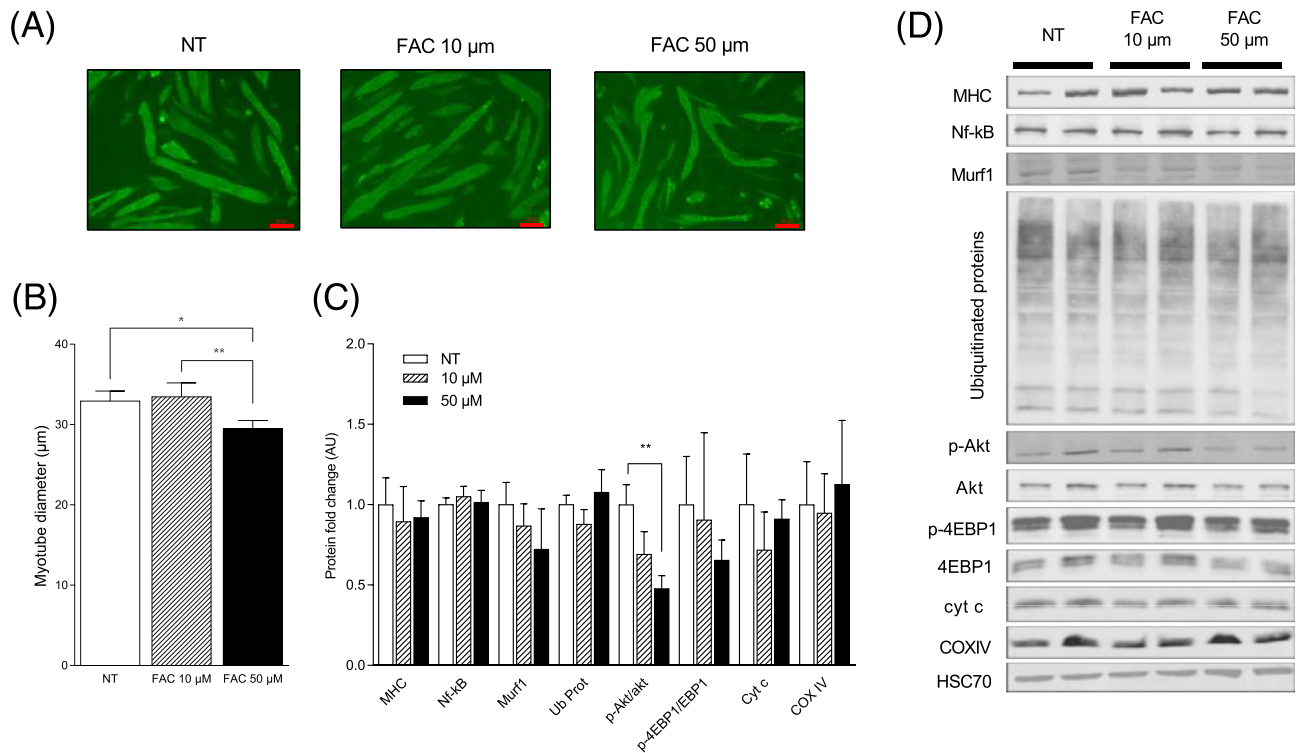 (A)
NT
FAC 10 µm
FAC 50 µm
(B)
Myotube diameter (µm)
40
30
20
10
0
*
**
NT
FAC 10 µM
FAC 50 µM
(C)
Protein fold change (AU)
2.0
1.5
1.0
0.5
0.0
NT
10 µM
50 µM
**
MHC
Nf-kB
Murf1
Ub Prot
p-Akt/akt
p-4EBP1/EBP1
Cyt c
COX IV
(D)
NT
FAC
10 µm
FAC
50 µm
MHC
Nf-kB
Murf1
Ubiquitinated proteins
p-Akt
Akt
p-4EBP1
4EBP1
cyt c
COXIV
HSC70